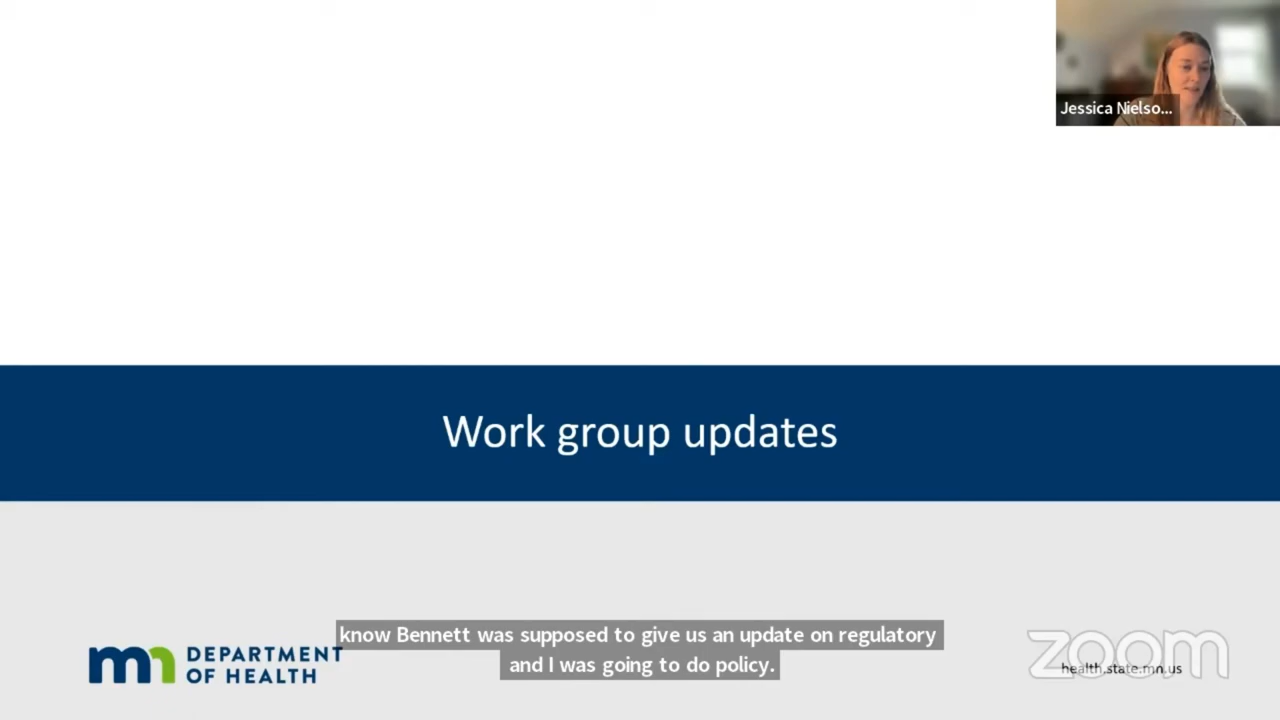 Jessica Nielso...
Work group updates
know Bennett was supposed to give us an update on regulatory
and I was going to do policy.
mn DEPARTMENT
OF HEALTH
zoom
health.state.mn.us